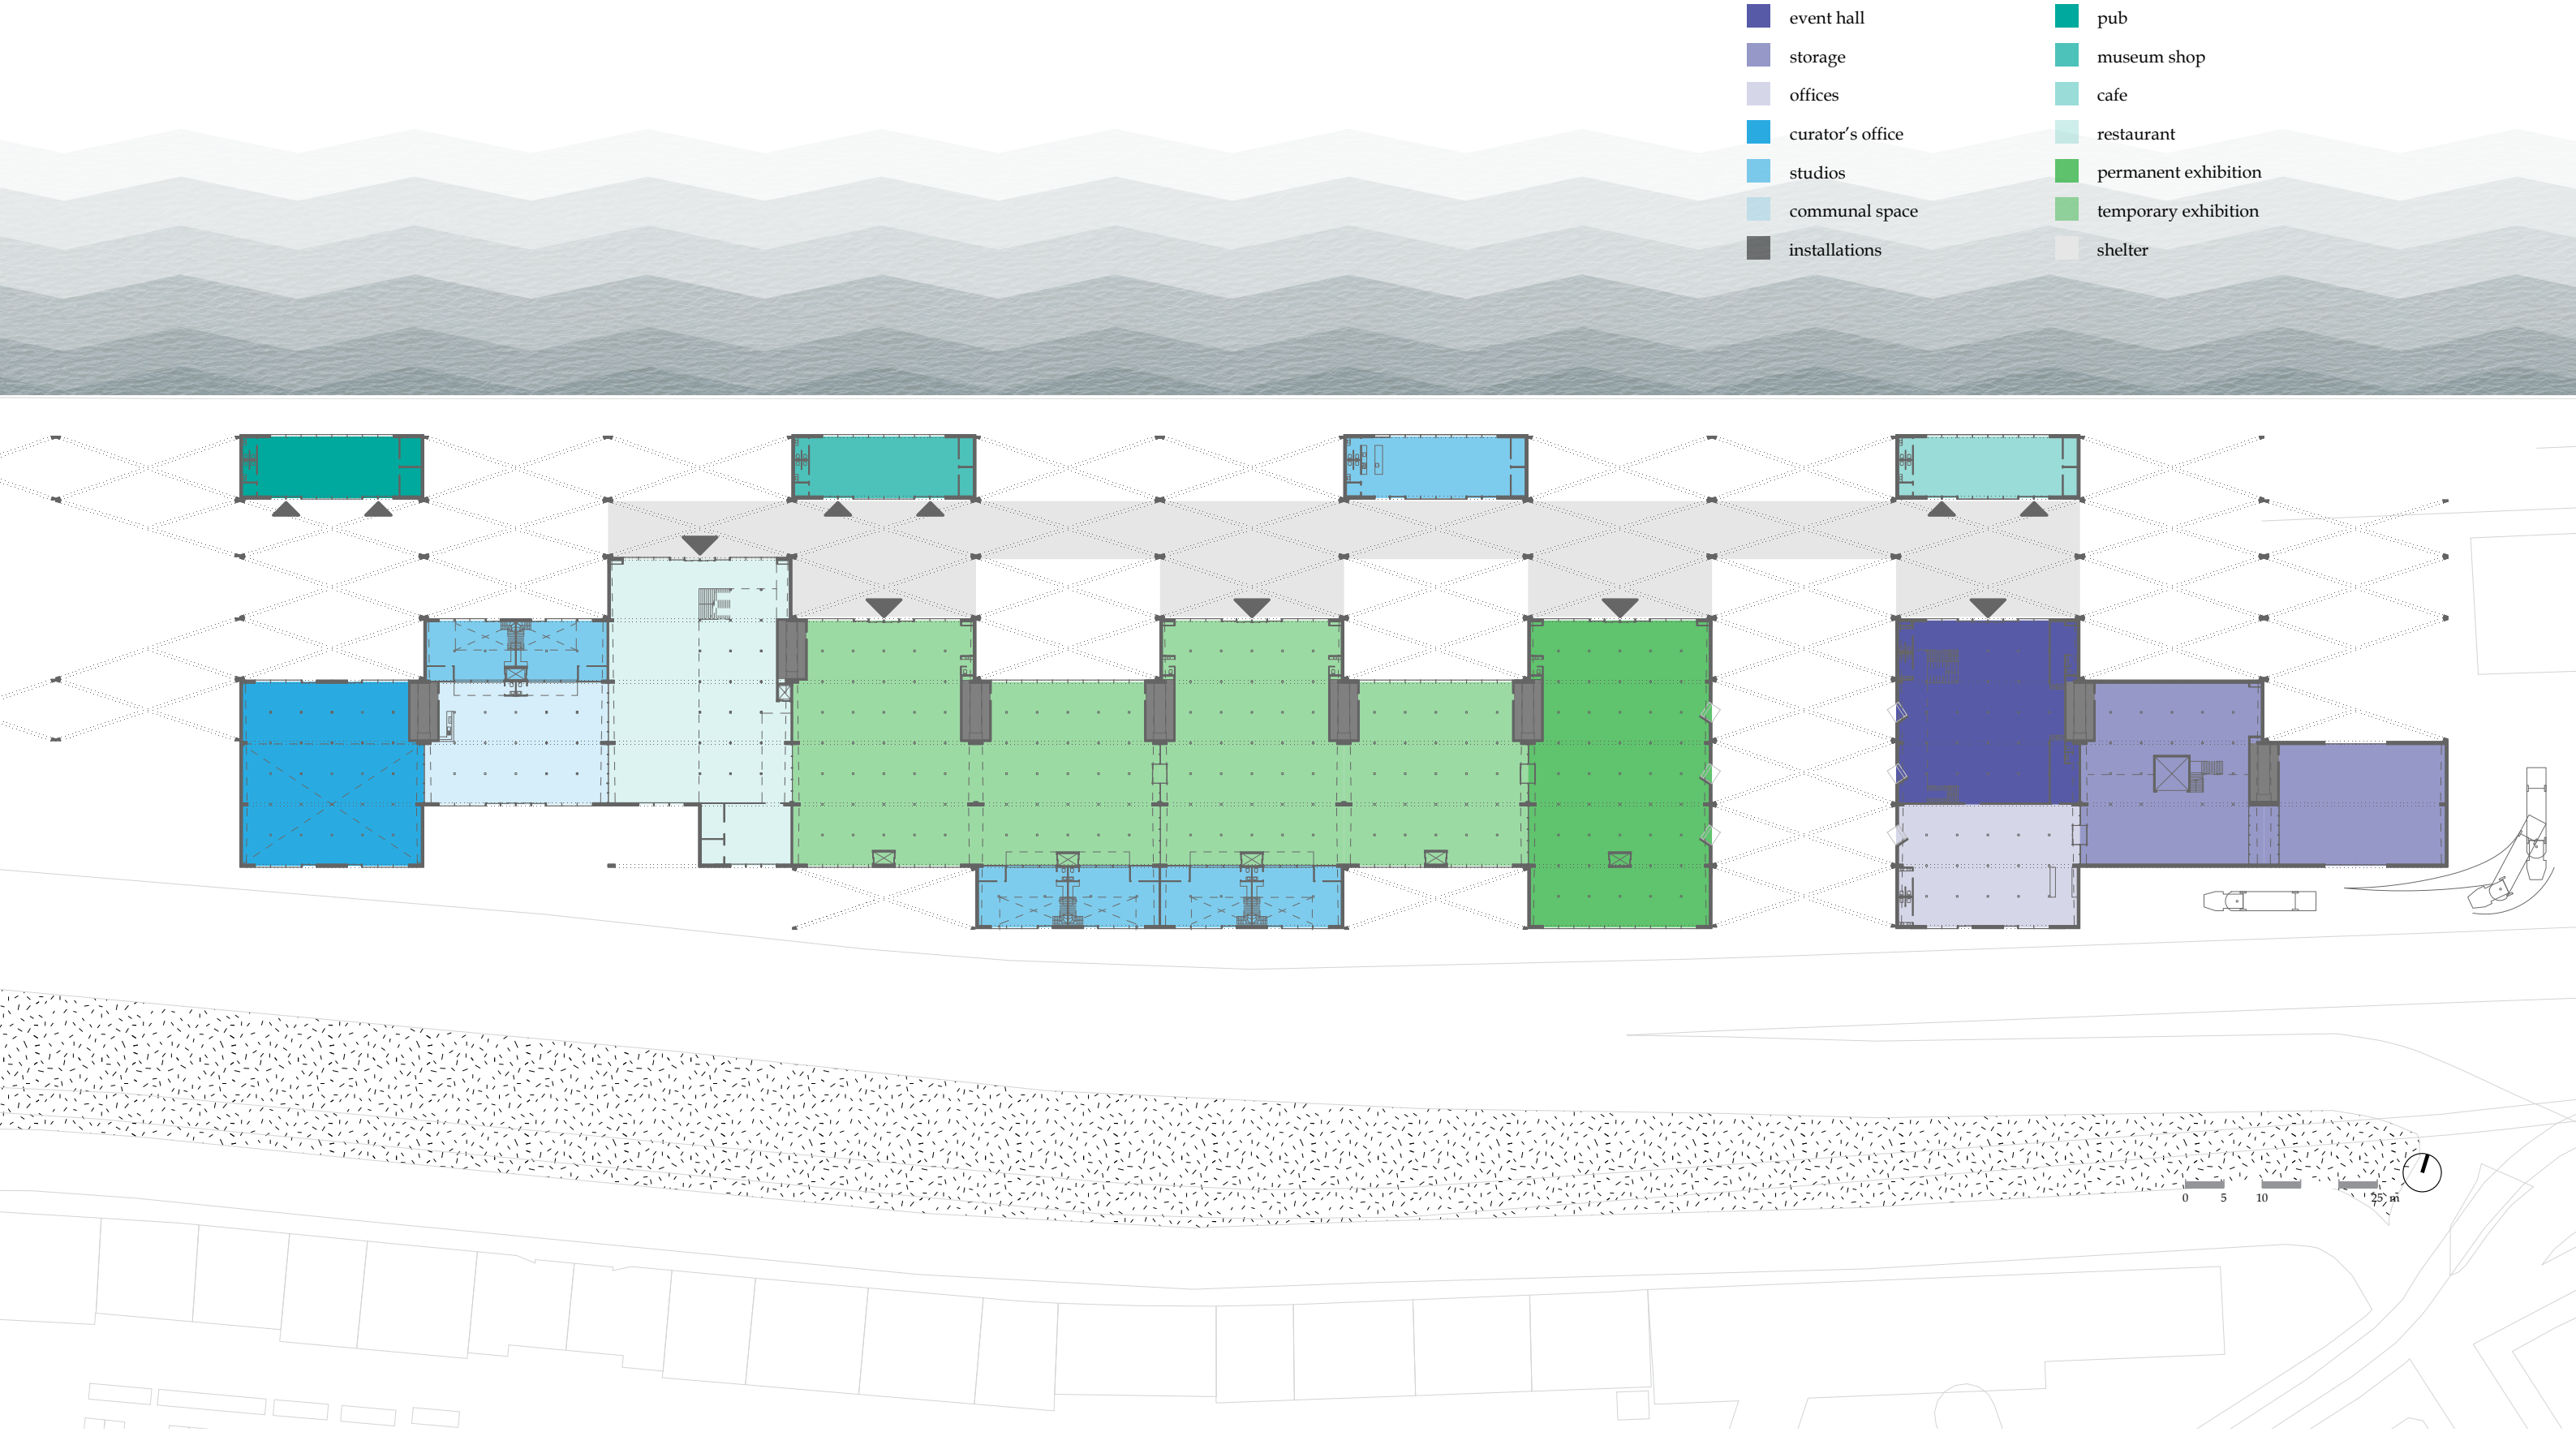 event hall
storage
offices
curator’s office
studios
communal space
installations
pub
museum shop
cafe
restaurant
permanent exhibition
temporary exhibition
shelter
0 5 10 25 m